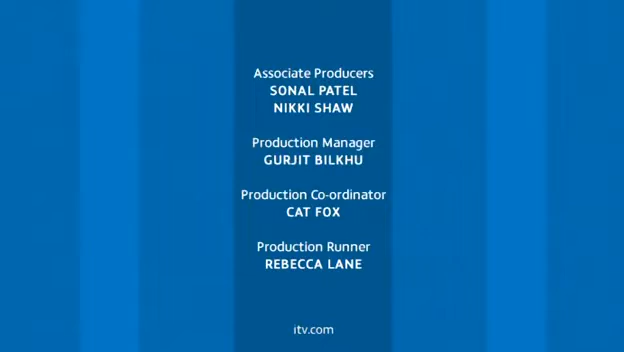 Associate Producers
SONAL PATEL
NIKKI SHAW
Production Manager
GURJIT BILKHU
Production Co-ordinator
CAT FOX
Production Runner
REBECCA LANE
itv.com